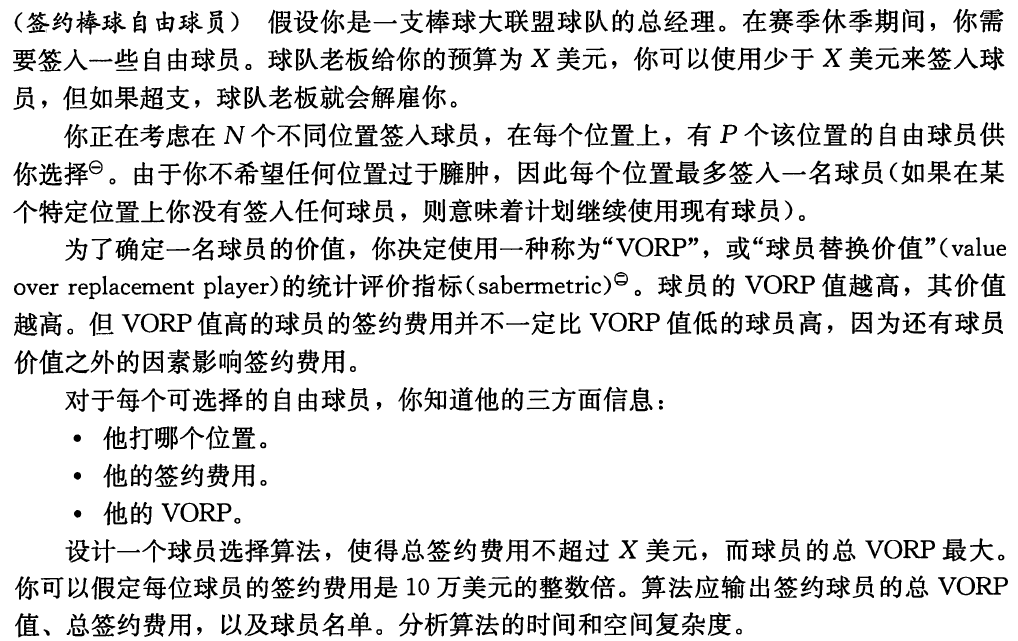 (签约棒球自由球员) 假设你是一支棒球大联盟球队的总经理。在赛季休季期间，你需
要签入一些自由球员。球队老板给你的预算为 X 美元，你可以使用少于 X 美元来签入球
员，但如果超支，球队老板就会解雇你。
你正在考虑在 N 个不同位置签入球员，在每个位置上，有 P 个该位置的自由球员供
你选择㊀。由于你不希望任何位置过于臃肿，因此每个位置最多签入一名球员(如果在某
个特定位置上你没有签入任何球员，则意味着计划继续使用现有球员)。
为了确定一名球员的价值，你决定使用一种称为“VORP”，或“球员替换价值”(value
over replacement player)的统计评价指标(sabermetric)㊁。球员的 VORP 值越高，其价值
越高。但 VORP 值高的球员的签约费用并不一定比 VORP 值低的球员高，因为还有球员
价值之外的因素影响签约费用。
对于每个可选择的自由球员，你知道他的三方面信息：
• 他打哪个位置。
• 他的签约费用。
• 他的 VORP。
设计一个球员选择算法，使得总签约费用不超过 X 美元，而球员的总 VORP 最大。
你可以假定每位球员的签约费用是 10 万美元的整数倍。算法应输出签约球员的总 VORP
值、总签约费用，以及球员名单。分析算法的时间和空间复杂度。